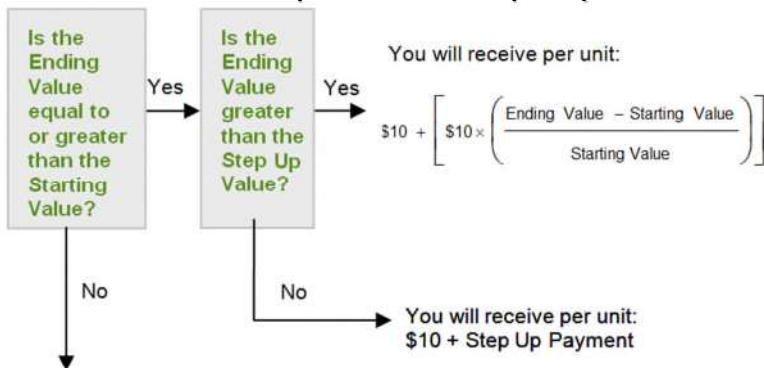 Is the
Ending
Value
equal to
or greater
than the
Starting
Value?
Yes
Is the
Ending
Value
greater
than the
Step Up
Value?
Yes
You will receive per unit:
$10 + [ $10 × ( Ending Value – Starting Value
Starting Value ) ]
No
No
You will receive per unit:
$10 + Step Up Payment